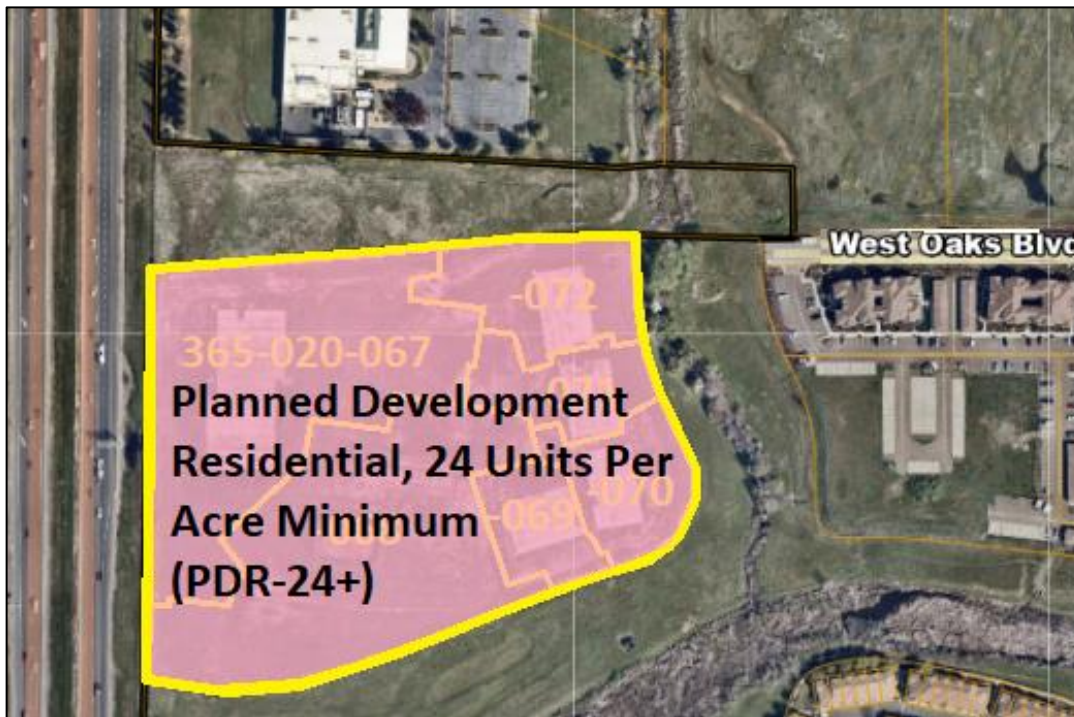 West Oaks Blvd
-072
365-020-067
-071
Planned Development
Residential, 24 Units Per
-070
Acre Minimum
-069
(PDR-24+)